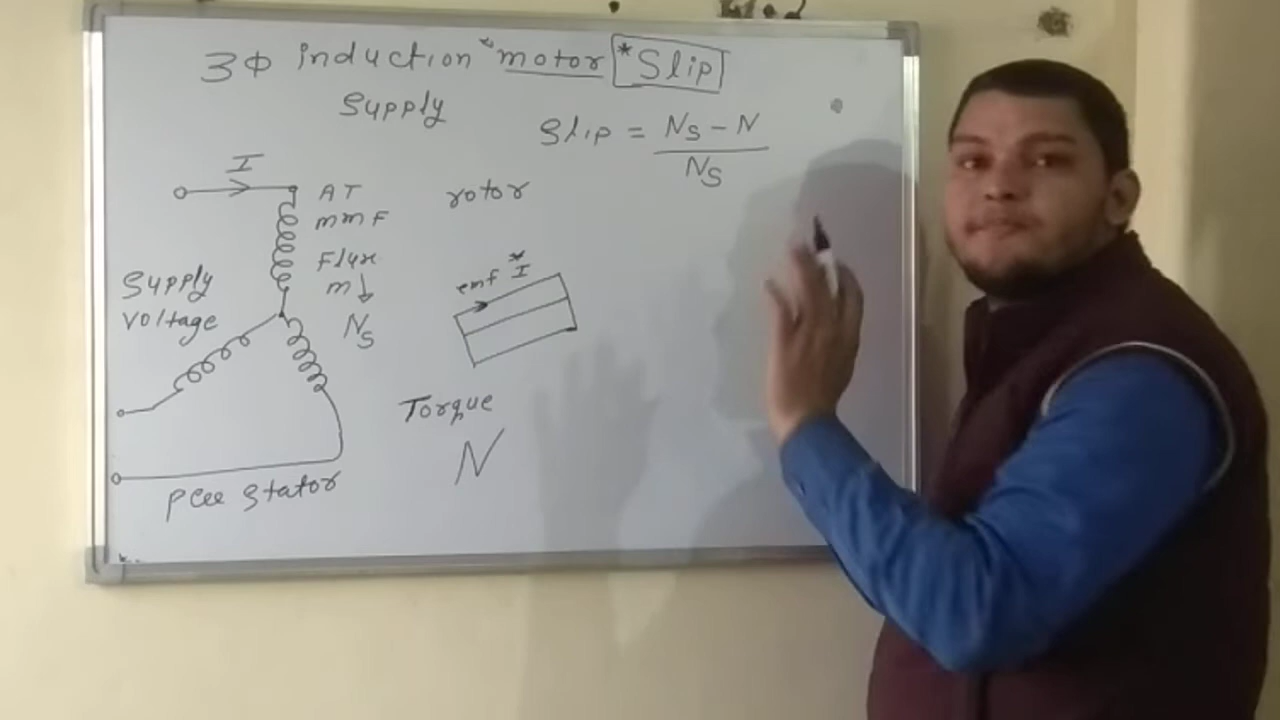 3Φ Induction *motor *Slip
Supply
Slip = Ns - N
Ns
I
AT
mmF
Flux
m
Ns
Supply
voltage
rotor
emf I*
Torque
N
stator